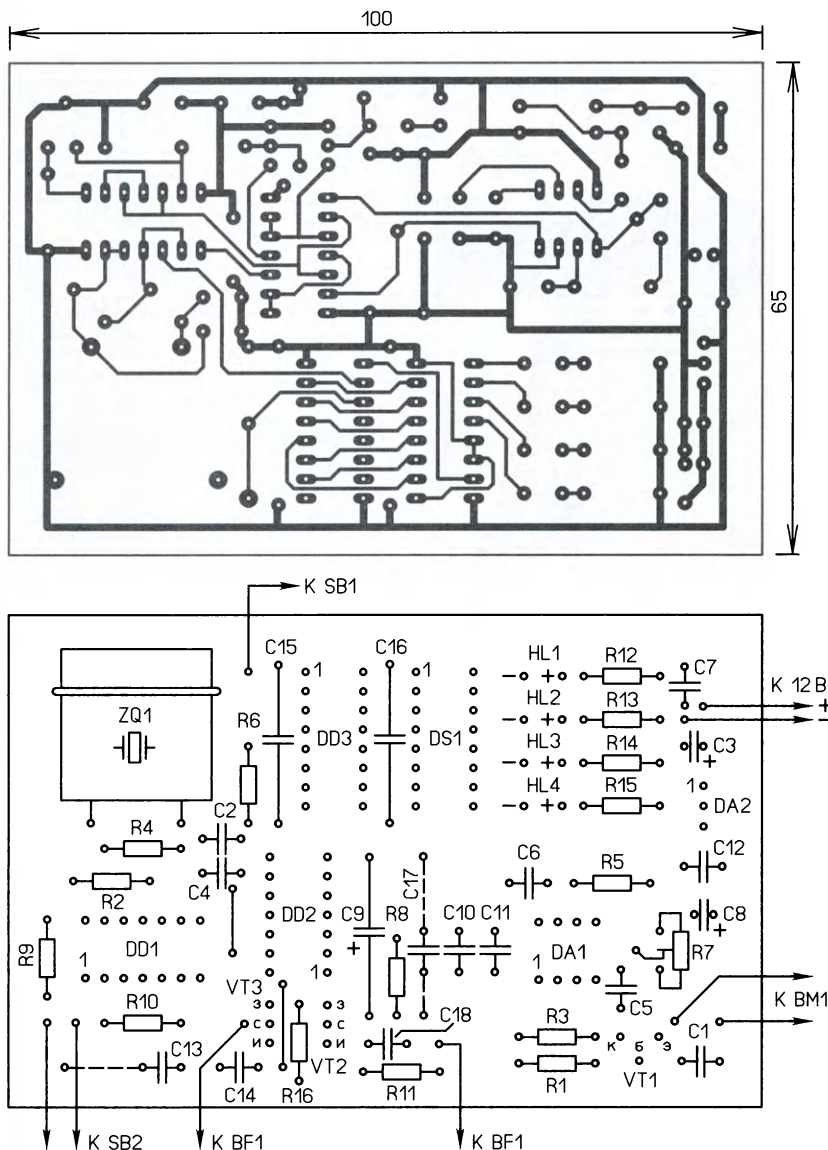 100
65
К SB1
C15
C16
HL1
R12
C7
К 12 В
ZQ1
R6
1
1
HL2
R13
DD3
DS1
HL3
R14
C3
HL4
R15
1
DA2
R4
C2
C4
R2
C6
R5
C12
C17
C8
R9
DD1
1
DD2
1
C9
R8
C10
C11
DA1
1
R7
C5
К BM1
VT3
з
с
и
з
с
и
R10
C13
C14
R16
VT2
C18
R11
R3
R1
к
б
э
VT1
C1
К SB2
К BF1
К BF1